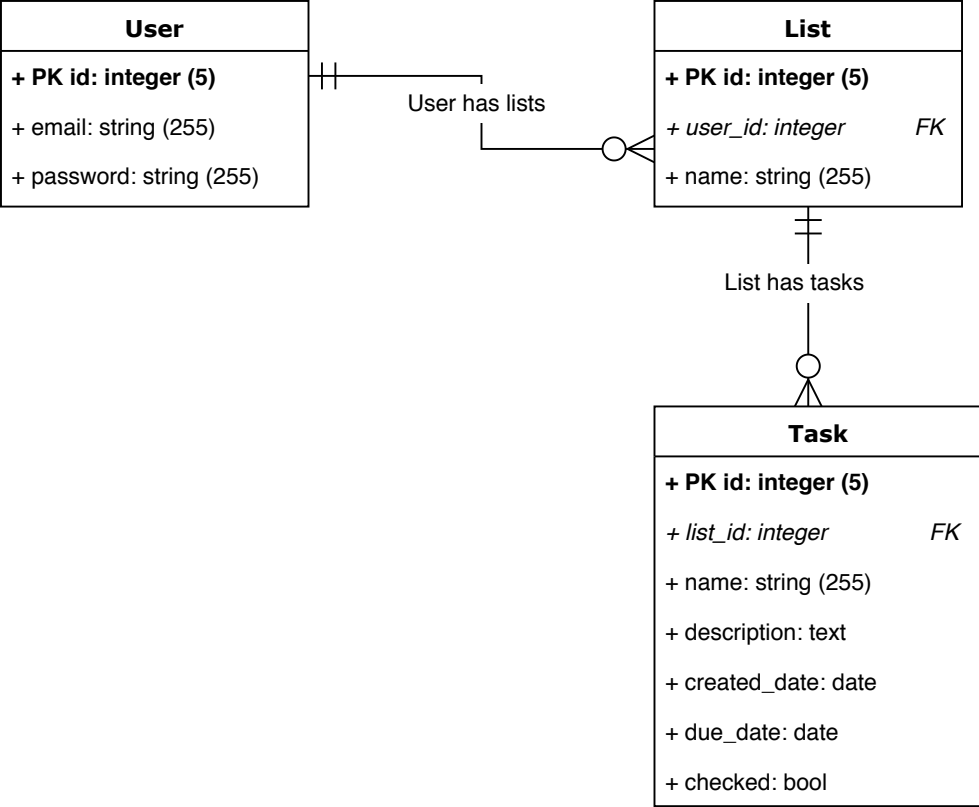 User
+ PK id: integer (5)
+ email: string (255)
+ password: string (255)
User has lists
List
+ PK id: integer (5)
+ user_id: integer FK
+ name: string (255)
List has tasks
Task
+ PK id: integer (5)
+ list_id: integer FK
+ name: string (255)
+ description: text
+ created_date: date
+ due_date: date
+ checked: bool